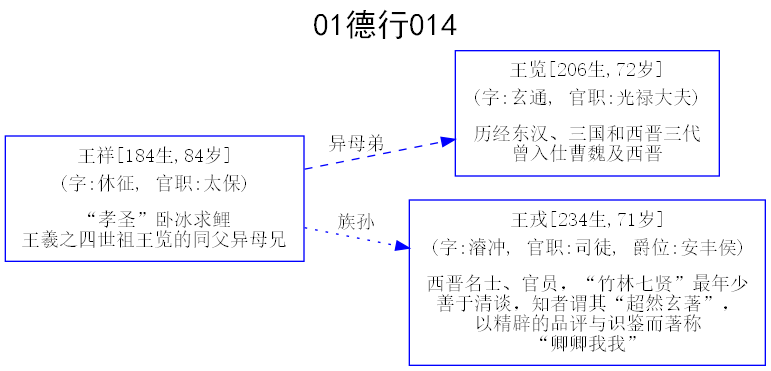 01德行014
王览[206生,72岁]
(字:玄通, 官职:光禄大夫)
历经东汉、三国和西晋三代
曾入仕曹魏及西晋
异母弟
王祥[184生,84岁]
(字:休征, 官职:太保)
“孝圣”卧冰求鲤
王羲之四世祖王览的同父异母兄
族孙
王戎[234生,71岁]
(字:濬冲, 官职:司徒, 爵位:安丰侯)
西晋名士、官员，“竹林七贤”最年少
善于清谈，知者谓其“超然玄著”，
以精辟的品评与识鉴而著称
“卿卿我我”